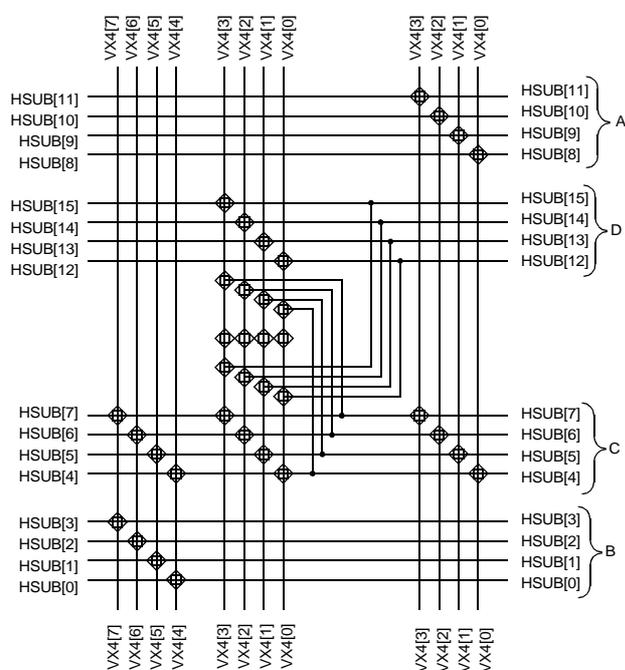 VX4[7] VX4[6] VX4[5] VX4[4] VX4[3] VX4[2] VX4[1] VX4[0] VX4[3] VX4[2] VX4[1] VX4[0]
HSUB[11] HSUB[11]
HSUB[10] HSUB[10]
HSUB[9] HSUB[9]
HSUB[8] HSUB[8]
A
HSUB[15] HSUB[15]
HSUB[14] HSUB[14]
HSUB[13] HSUB[13]
HSUB[12] HSUB[12]
D
HSUB[7] HSUB[7]
HSUB[6] HSUB[6]
HSUB[5] HSUB[5]
HSUB[4] HSUB[4]
C
HSUB[3] HSUB[3]
HSUB[2] HSUB[2]
HSUB[1] HSUB[1]
HSUB[0] HSUB[0]
B
VX4[7] VX4[6] VX4[5] VX4[4] VX4[3] VX4[2] VX4[1] VX4[0] VX4[3] VX4[2] VX4[1] VX4[0]